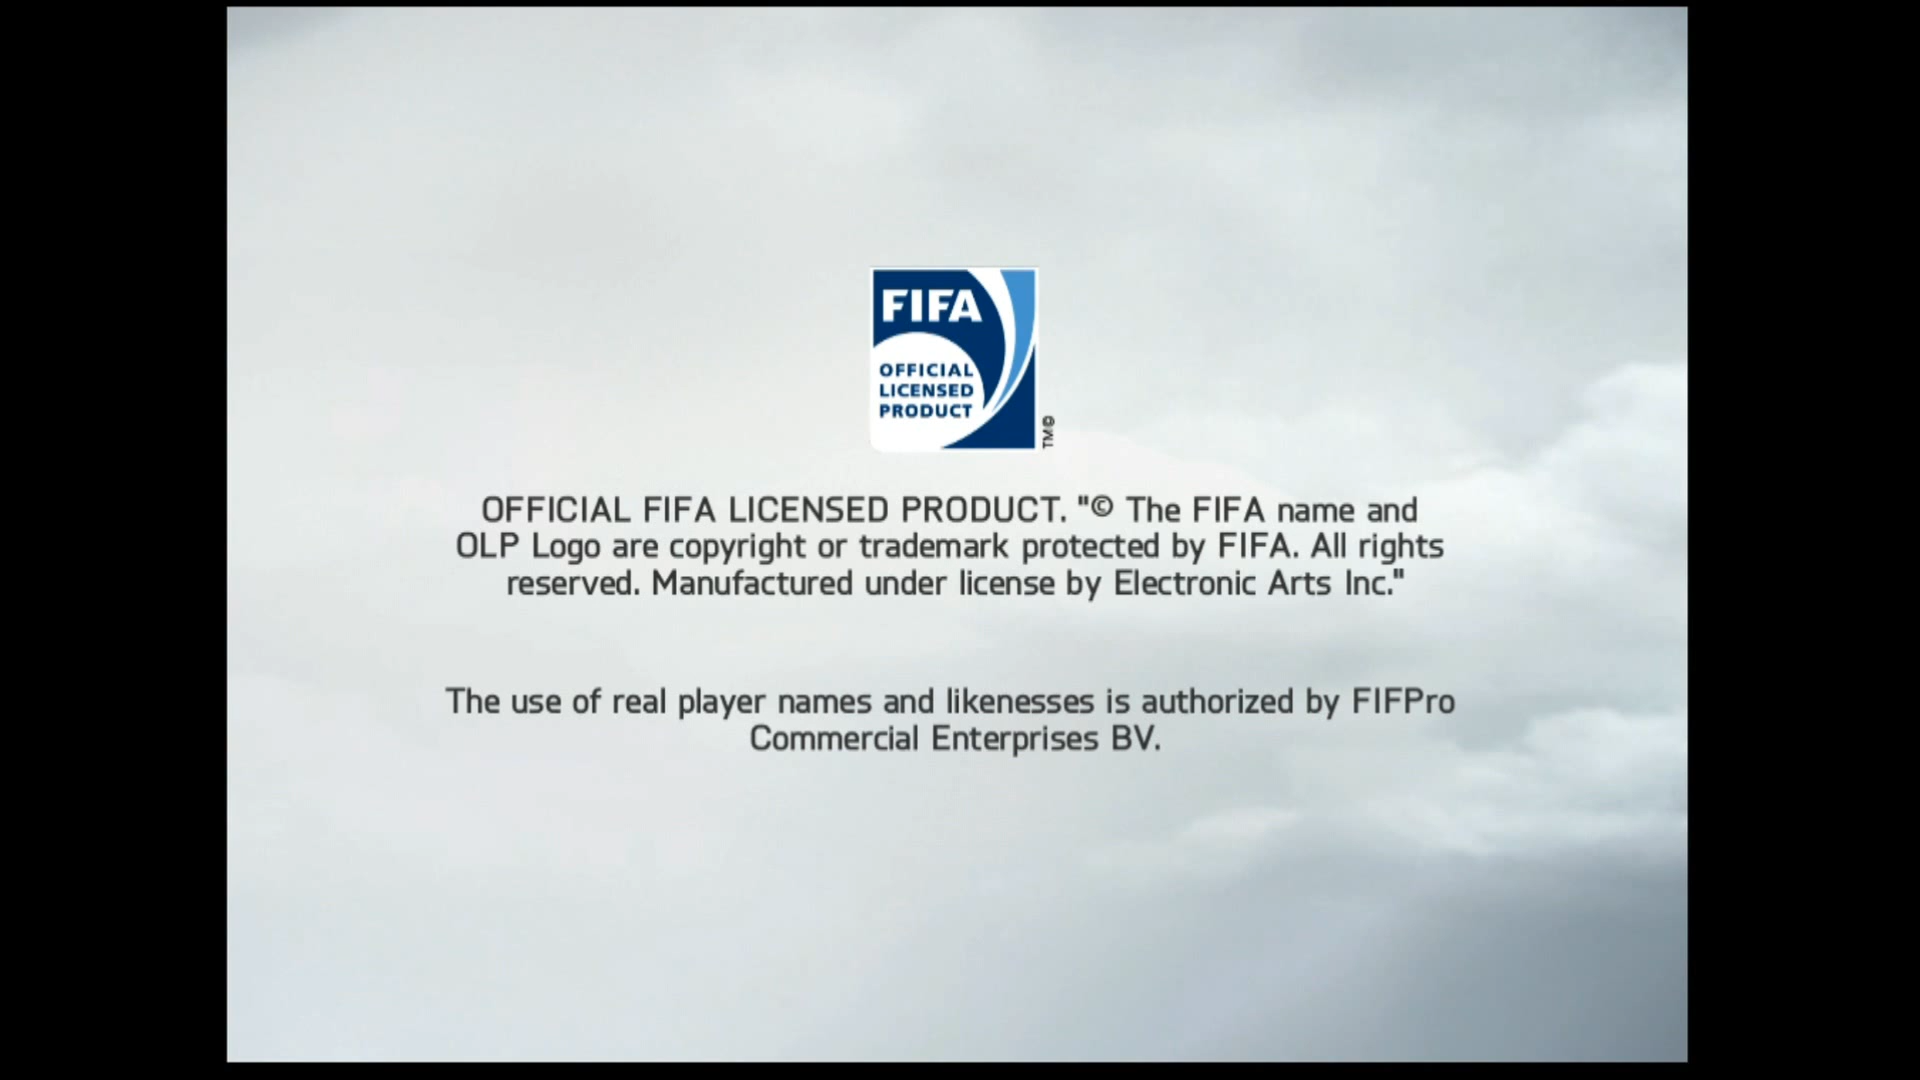 FIFA
OFFICIAL
LICENSED
PRODUCT
TM©
OFFICIAL FIFA LICENSED PRODUCT. "© The FIFA name and
OLP Logo are copyright or trademark protected by FIFA. All rights
reserved. Manufactured under license by Electronic Arts Inc."
The use of real player names and likenesses is authorized by FIFPro
Commercial Enterprises BV.